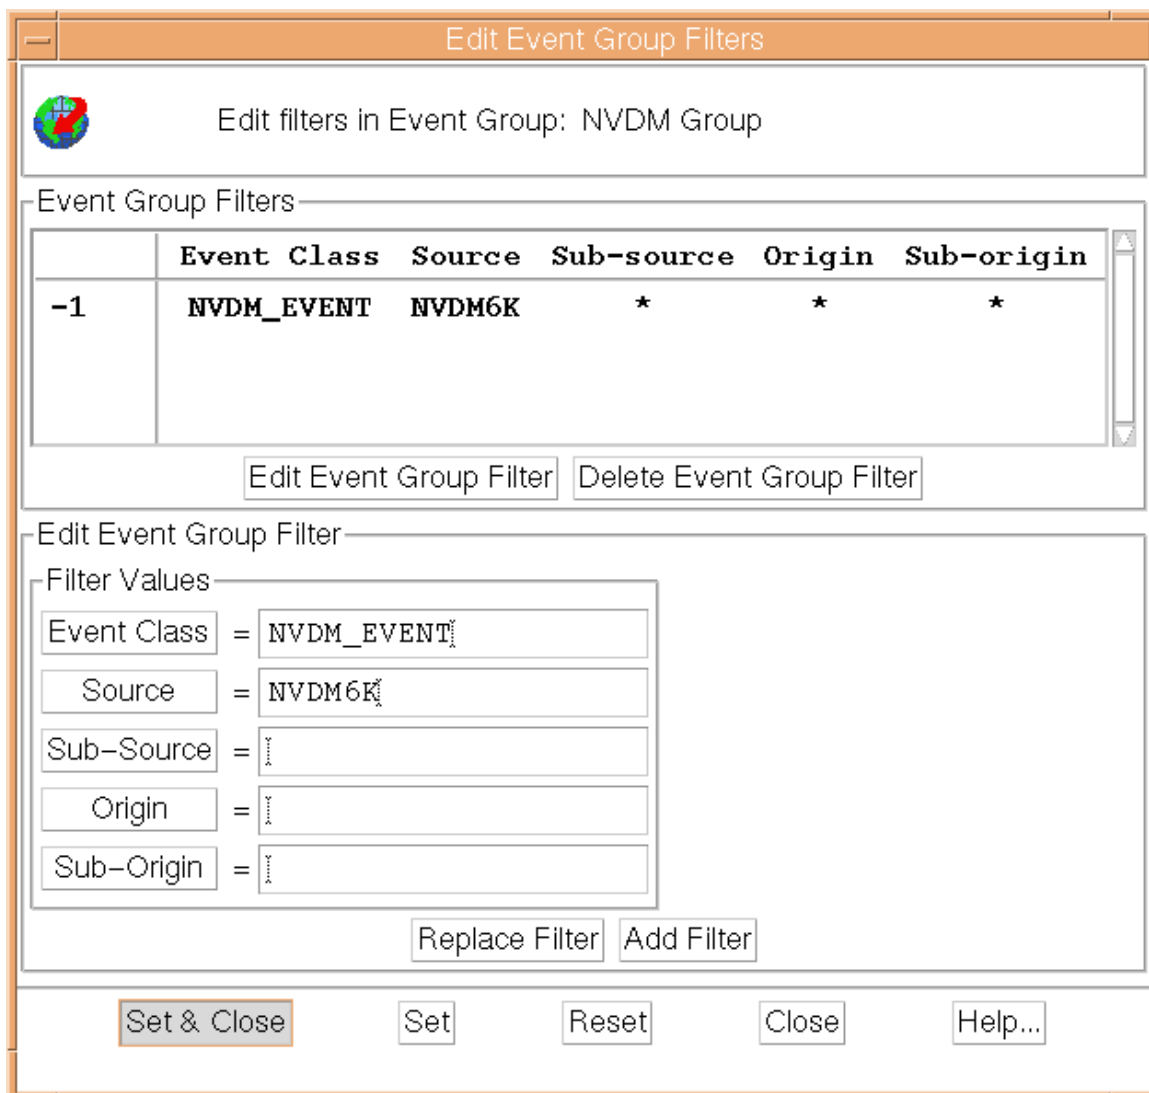 Edit Event Group Filters
Edit filters in Event Group: NVDM Group
Event Group Filters
Event Class Source Sub-source Origin Sub-origin
-1 NVDM_EVENT NVDM6K * * *
Edit Event Group Filter Delete Event Group Filter
Edit Event Group Filter
Filter Values
Event Class = NVDM_EVENT
Source = NVDM6K
Sub-Source =
Origin =
Sub-Origin =
Replace Filter Add Filter
Set & Close Set Reset Close Help...